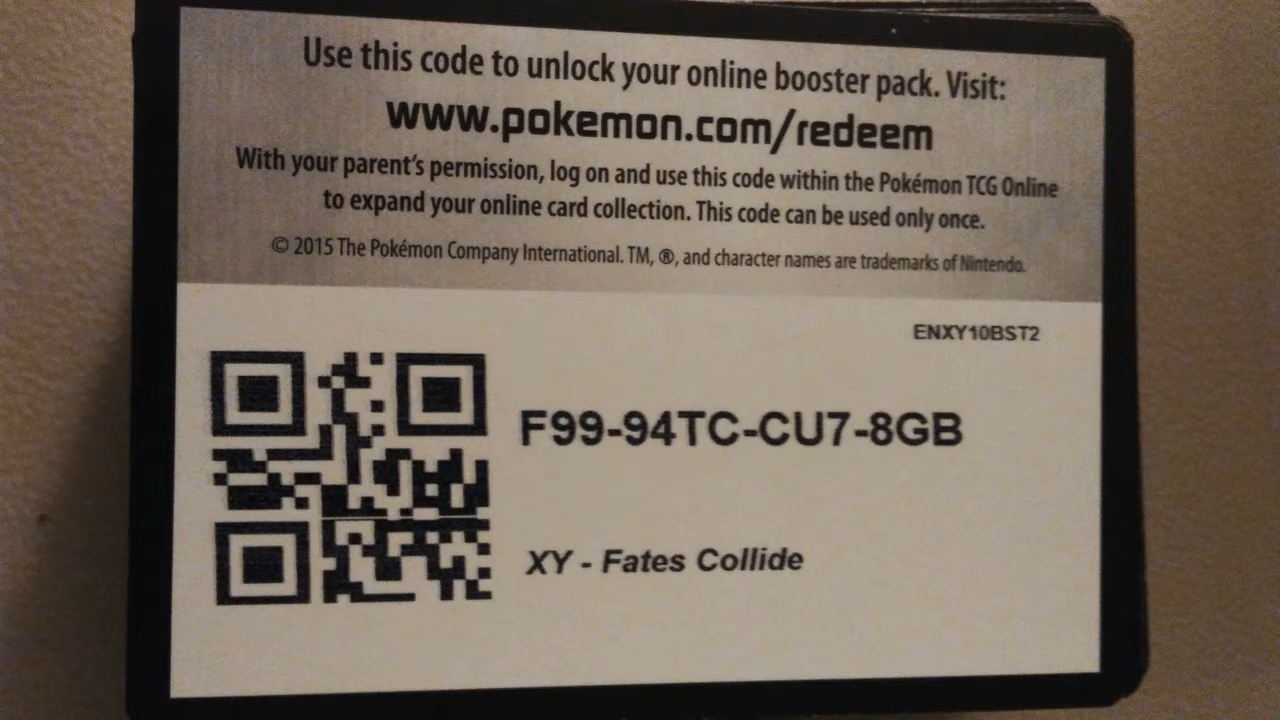 Use this code to unlock your online booster pack. Visit:
www.pokemon.com/redeem
With your parent's permission, log on and use this code within the Pokémon TCG Online
to expand your online card collection. This code can be used only once.
© 2015 The Pokémon Company International. TM, ®, and character names are trademarks of Nintendo.
ENXY10BST2
F99-94TC-CU7-8GB
XY - Fates Collide